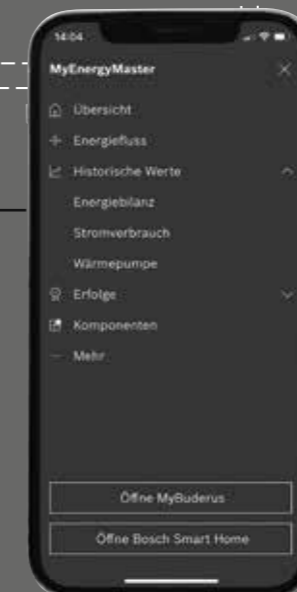 14:04
MyEnergyMaster
Übersicht
Energiefluss
Historische Werte
Energiebilanz
Stromverbrauch
Wärmepumpe
Erfolge
Komponenten
Mehr
Öffne MyBuderus
Öffne Bosch Smart Home